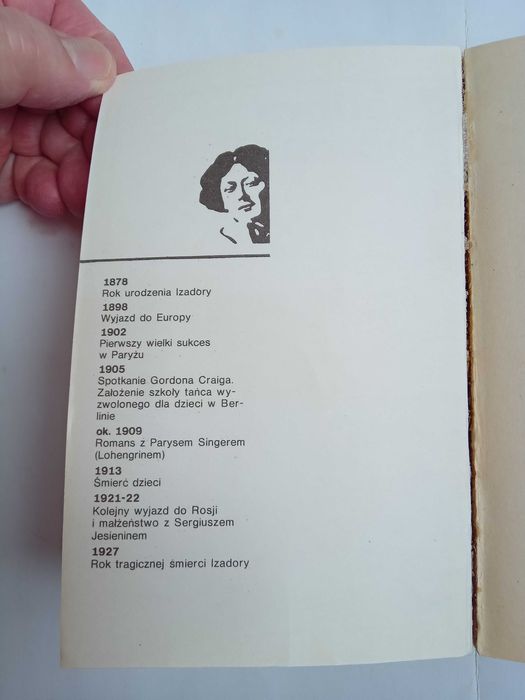 1878
Rok urodzenia Izadory
1898
Wyjazd do Europy
1902
Pierwszy wielki sukces
w Paryżu
1905
Spotkanie Gordona Craiga.
Założenie szkoły tańca wy-
zwolonego dla dzieci w Ber-
linie
ok. 1909
Romans z Parysem Singerem
(Lohengrinem)
1913
Śmierć dzieci
1921-22
Kolejny wyjazd do Rosji
i małżeństwo z Sergiuszem
Jesieninem
1927
Rok tragicznej śmierci Izadory